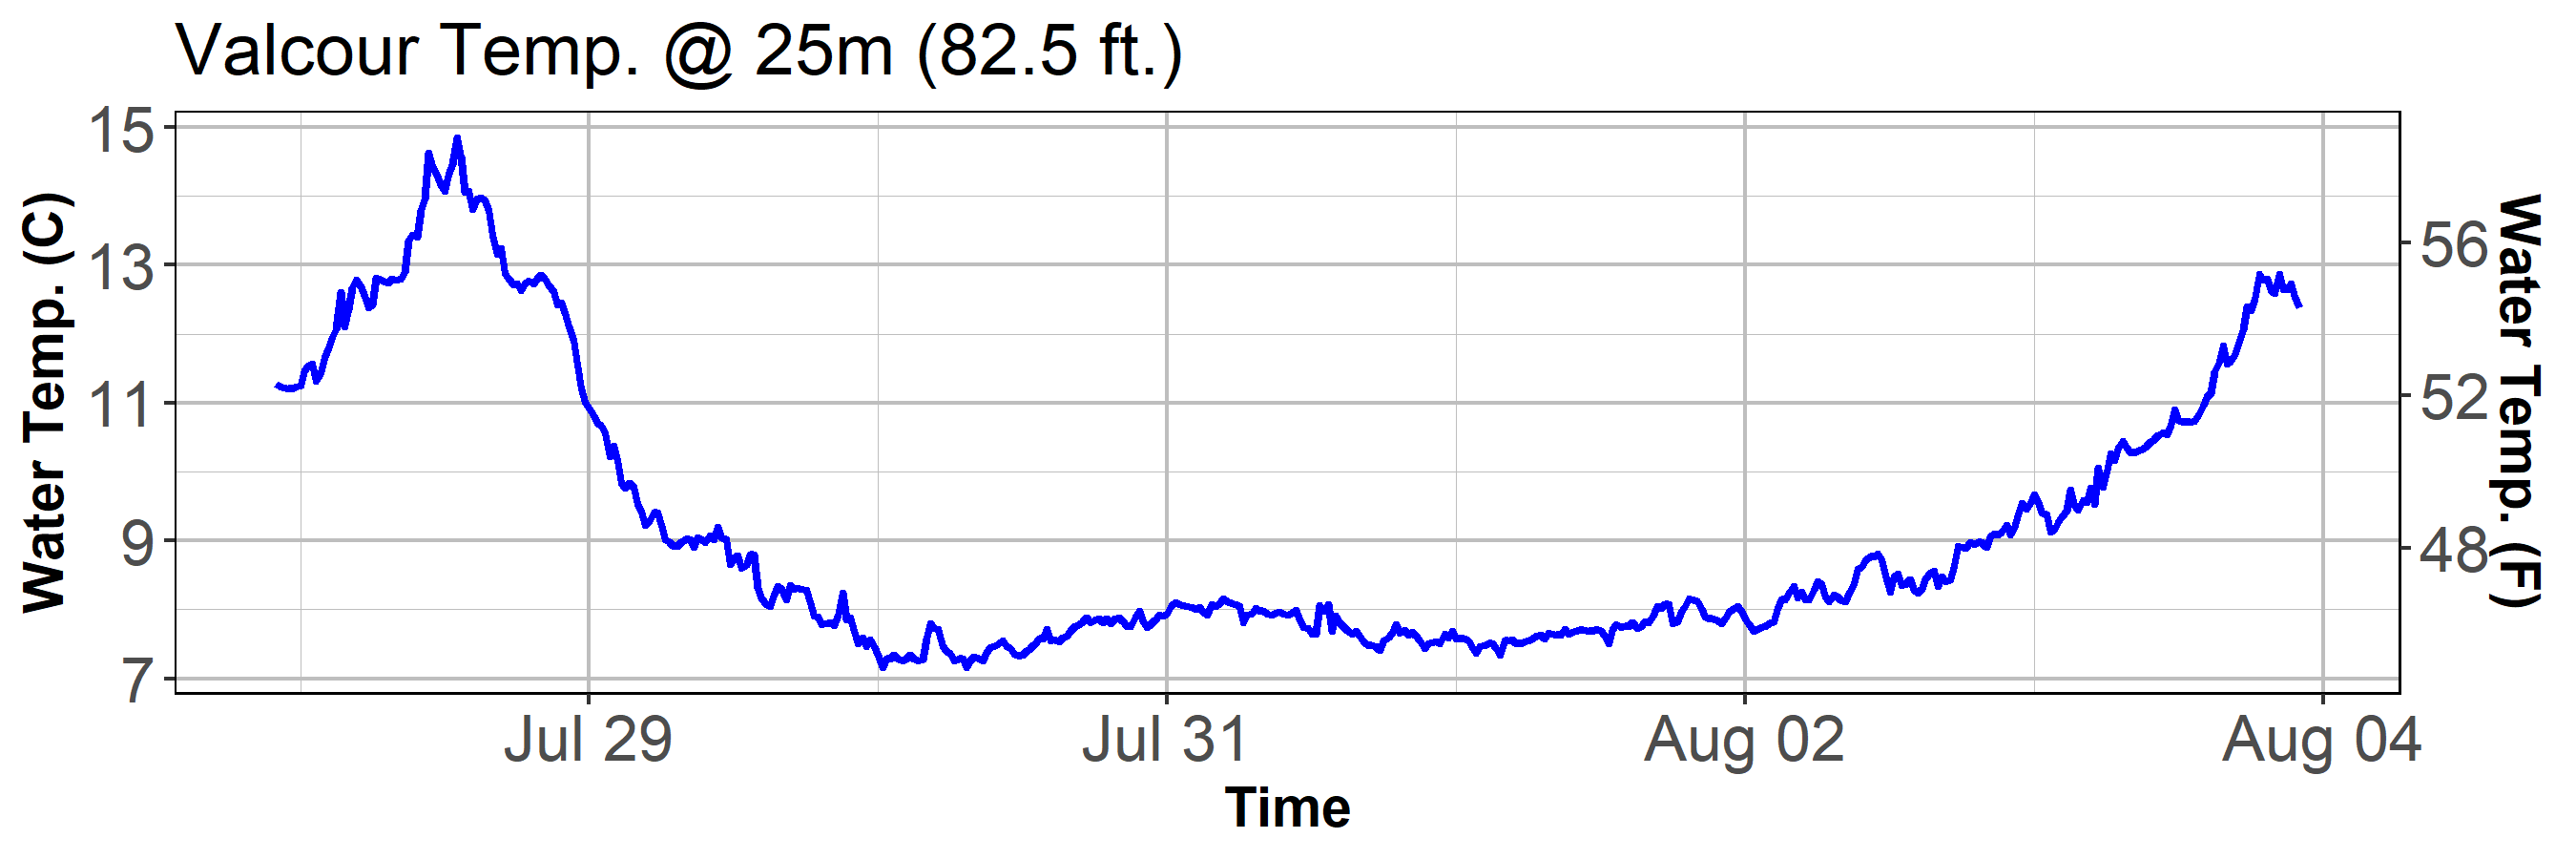 Valcour Temp. @ 25m (82.5 ft.)
Water Temp. (C)
15
13
11
9
7
56
52
48
Water Temp. (F)
Jul 29
Jul 31
Aug 02
Aug 04
Time